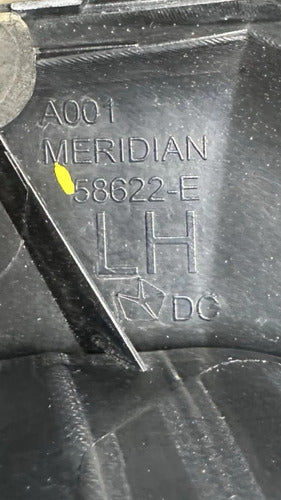 A001
MERIDIAN
58622-E
LH
DC